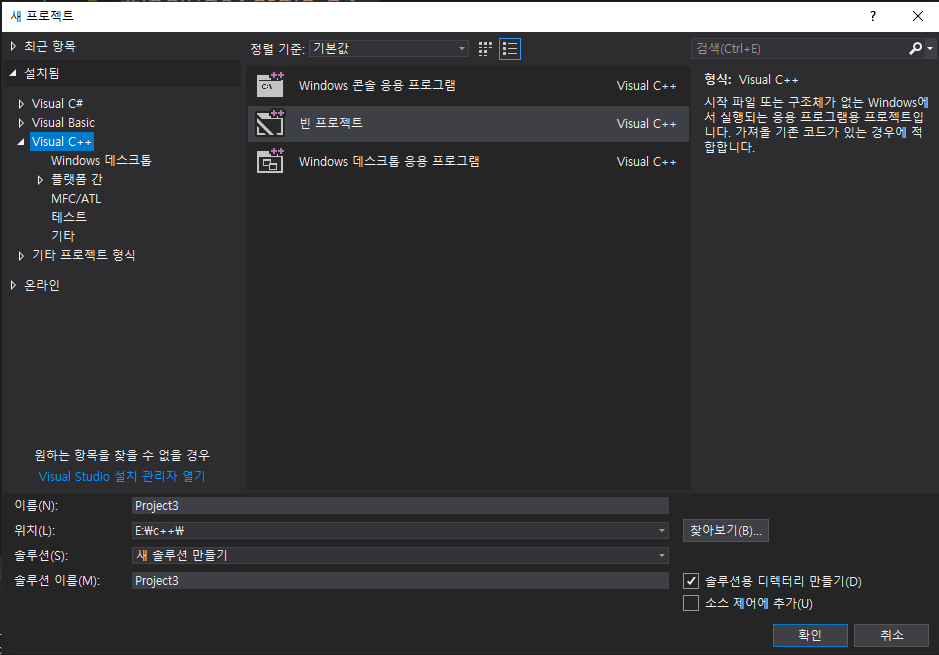 새 프로젝트
?
최근 항목
설치됨
Visual C#
Visual Basic
Visual C++
Windows 데스크톱
플랫폼 간
MFC/ATL
테스트
기타
기타 프로젝트 형식
온라인
원하는 항목을 찾을 수 없을 경우
Visual Studio 설치 관리자 열기
정렬 기준: 기본값
Windows 콘솔 응용 프로그램 Visual C++
빈 프로젝트 Visual C++
Windows 데스크톱 응용 프로그램 Visual C++
검색(Ctrl+E)
형식: Visual C++
시작 파일 또는 구조체가 없는 Windows에
서 실행되는 응용 프로그램용 프로젝트입
니다. 가져올 기존 코드가 있는 경우에 적
합합니다.
이름(N): Project3
위치(L): E:₩c++₩ 찾아보기(B)...
솔루션(S): 새 솔루션 만들기
솔루션 이름(M): Project3
솔루션용 디렉터리 만들기(D)
소스 제어에 추가(U)
확인 취소